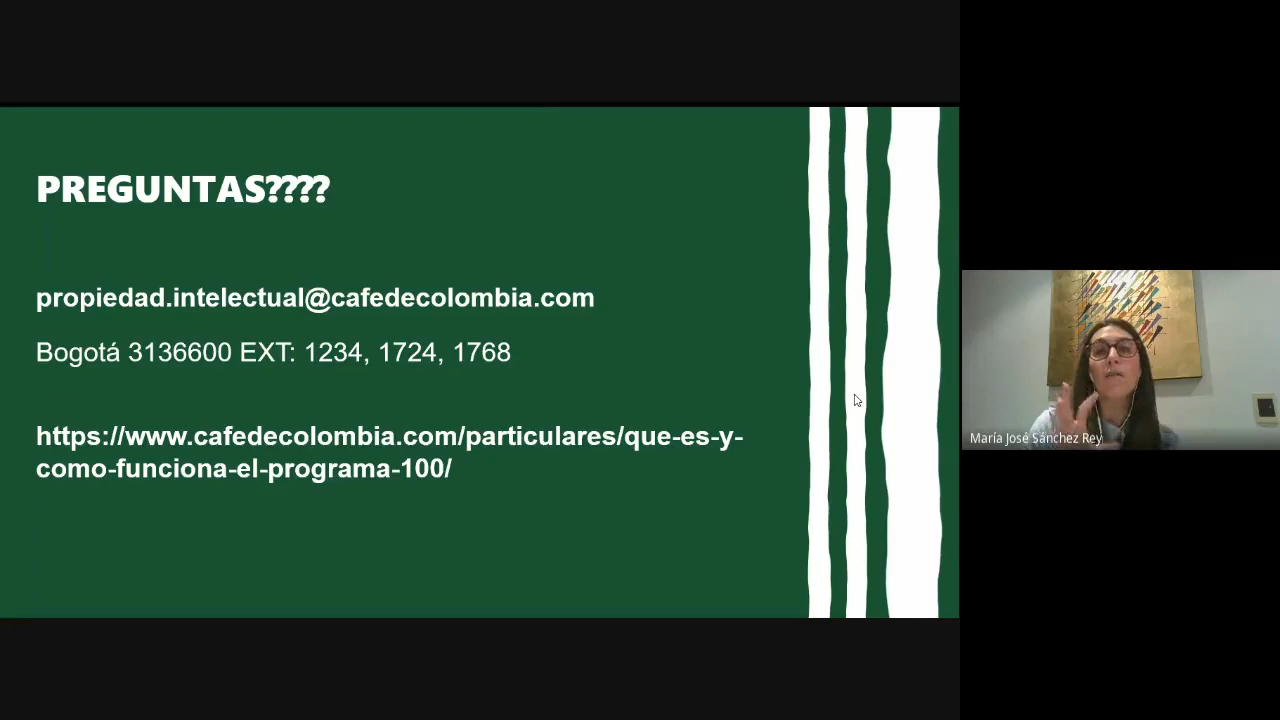 PREGUNTAS????
propiedad.intelectual@cafedecolombia.com
Bogotá 3136600 EXT: 1234, 1724, 1768
https://www.cafedecolombia.com/particulares/que-es-y-
como-funciona-el-programa-100/
María José Sánchez Rey